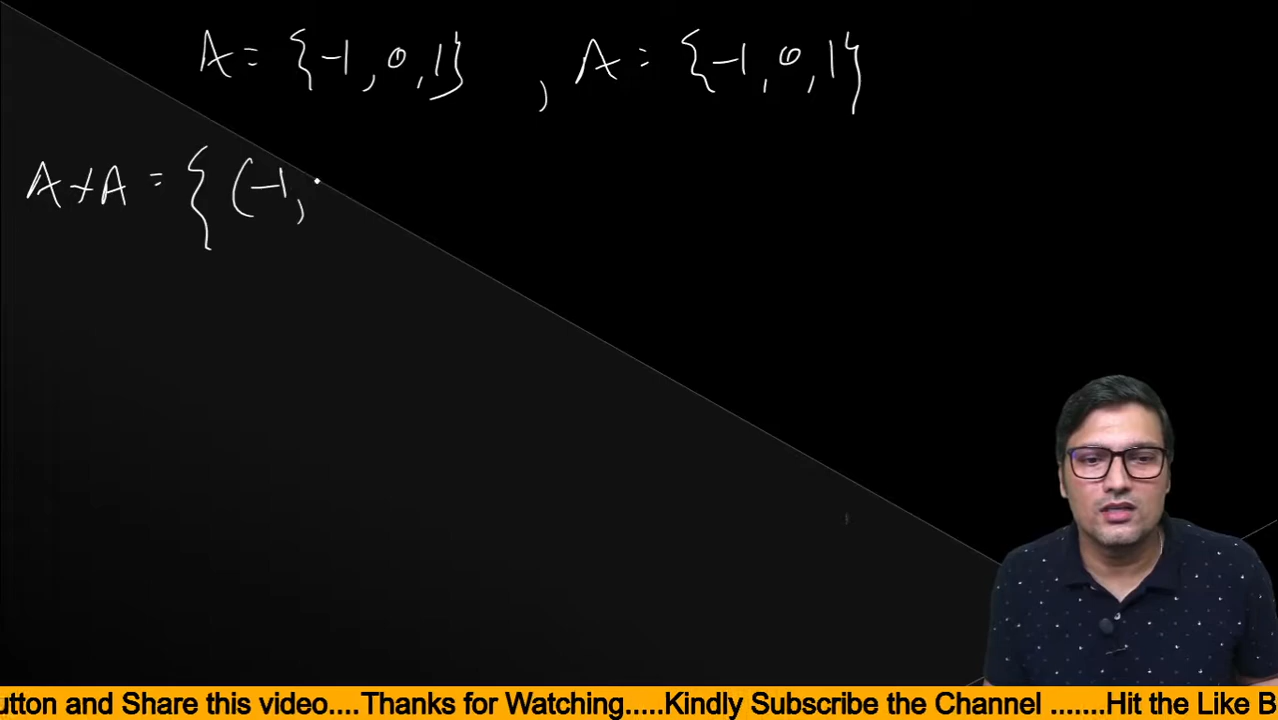 A = {-1, 0, 1} , A = {-1, 0, 1}
A × A = { (-1,
utton and Share this video....Thanks for Watching.....Kindly Subscribe the Channel .......Hit the Like B